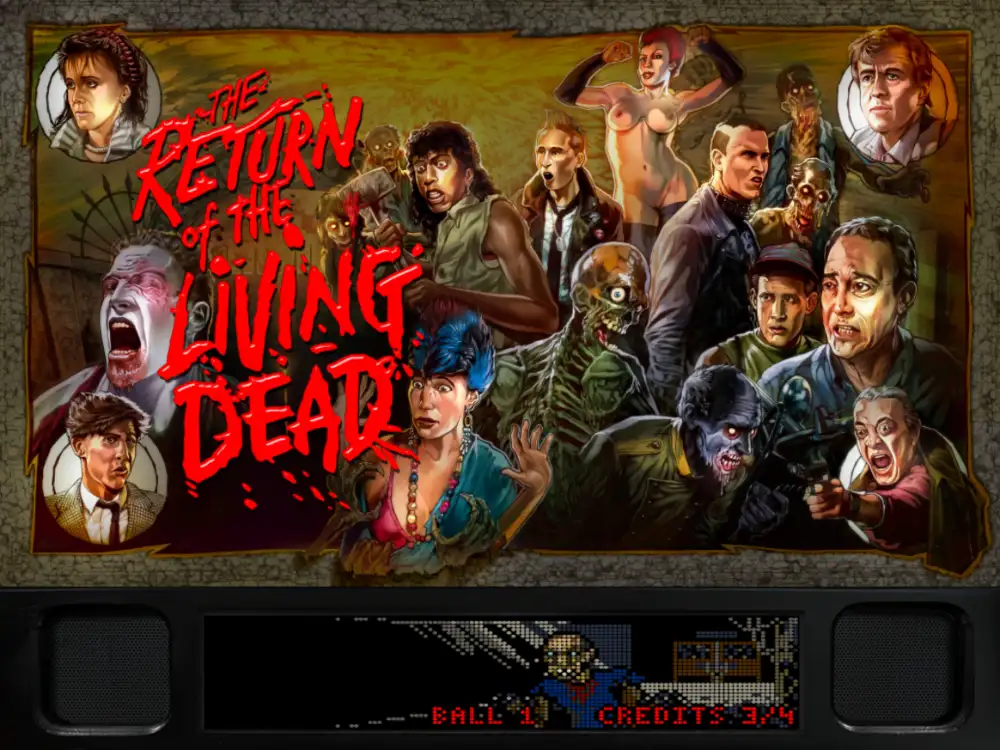 THE
RETURN
of THE
LIVING
DEAD
BALL 1 CREDITS 3/4